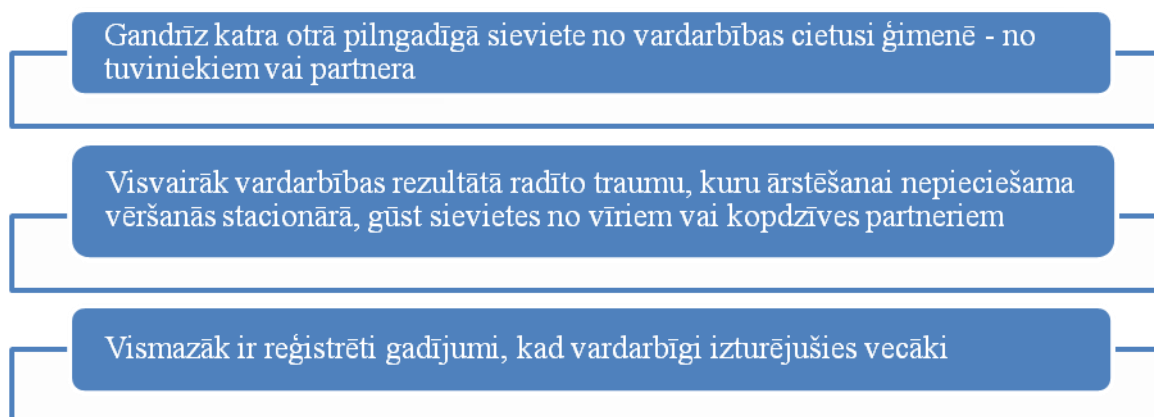 Gandrīz katra otrā pilngadīgā sieviete no vardarbības cietusi ģimenē - no
tuviniekiem vai partnera
Visvairāk vardarbības rezultātā radīto traumu, kuru ārstēšanai nepieciešama
vēršanās stacionārā, gūst sievietes no vīriem vai kopdzīves partneriem
Vismazāk ir reģistrēti gadījumi, kad vardarbīgi izturējušies vecāki